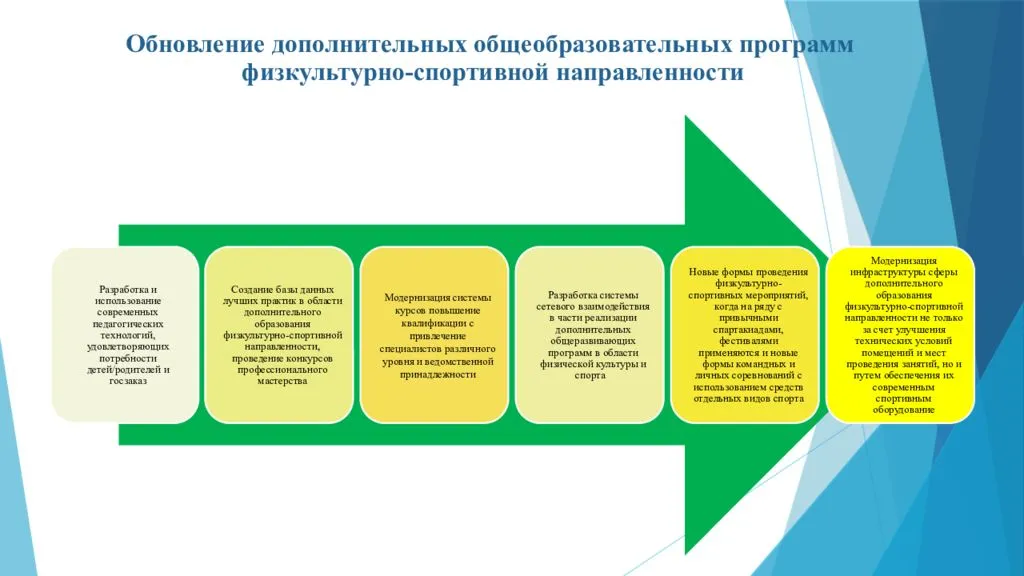 Обновление дополнительных общеобразовательных программ
физкультурно-спортивной направленности
Разработка и
использование
современных
педагогических
технологий,
удовлетворяющих
потребности
детей/родителей и
госзаказ
Создание базы данных
лучших практик в области
дополнительного
образования
физкультурно-спортивной
направленности,
проведение конкурсов
профессионального
мастерства
Модернизация системы
курсов повышение
квалификации с
привлечение
специалистов различного
уровня и ведомственной
принадлежности
Разработка системы
сетевого взаимодействия
в части реализации
дополнительных
общеразвивающих
программ в области
физической культуры и
спорта
Новые формы проведения
физкультурно-
спортивных мероприятий,
когда на ряду с
привычными
спартакиадами,
фестивалями
применяются и новые
формы командных и
личных соревнований с
использованием средств
отдельных видов спорта
Модернизация
инфраструктуры сферы
дополнительного
образования
физкультурно-спортивной
направленности не только
за счет улучшения
технических условий
помещений и мест
проведения занятий, но и
путем обеспечения их
современным
спортивным
оборудование